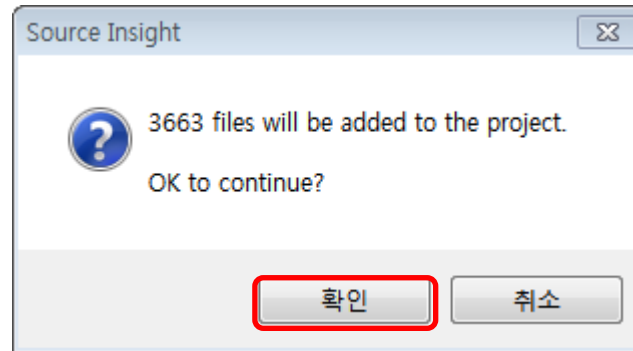 Source Insight
3663 files will be added to the project.
OK to continue?
확인
취소